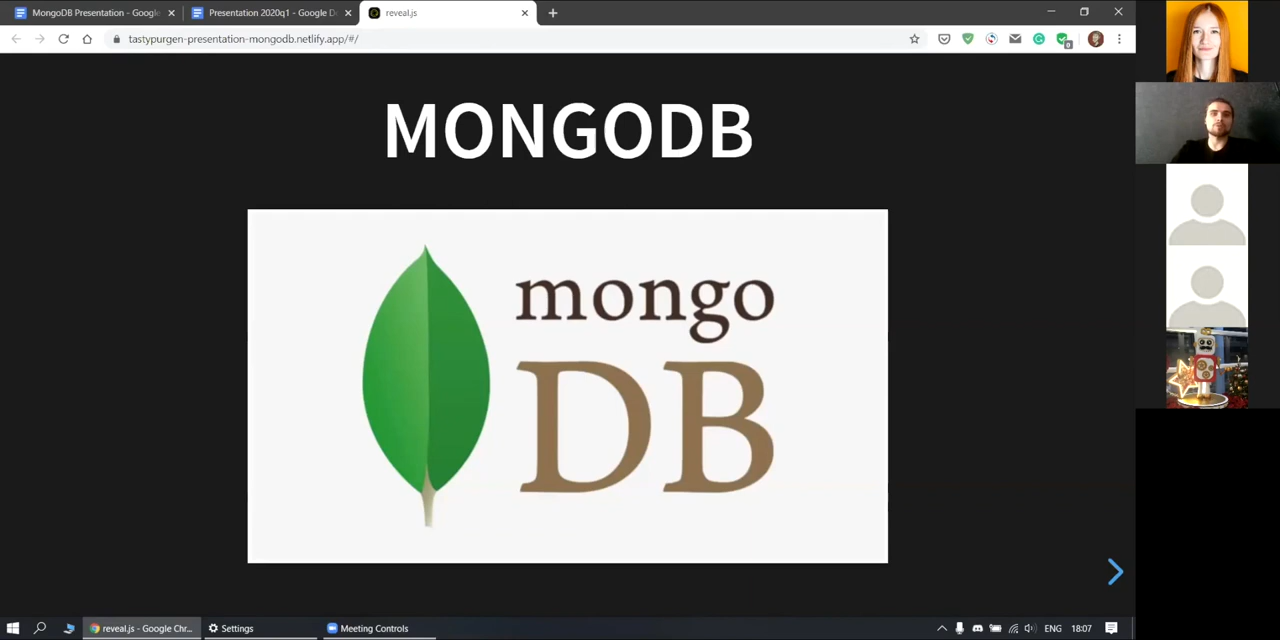 MongoDB Presentation - Google
Presentation 2020q1 - Google D
reveal.js
tastypurgen-presentation-mongodb.netlify.app/#/
MONGODB
mongo
DB
reveal.js - Google Chr...
Settings
Meeting Controls
ENG
18:07